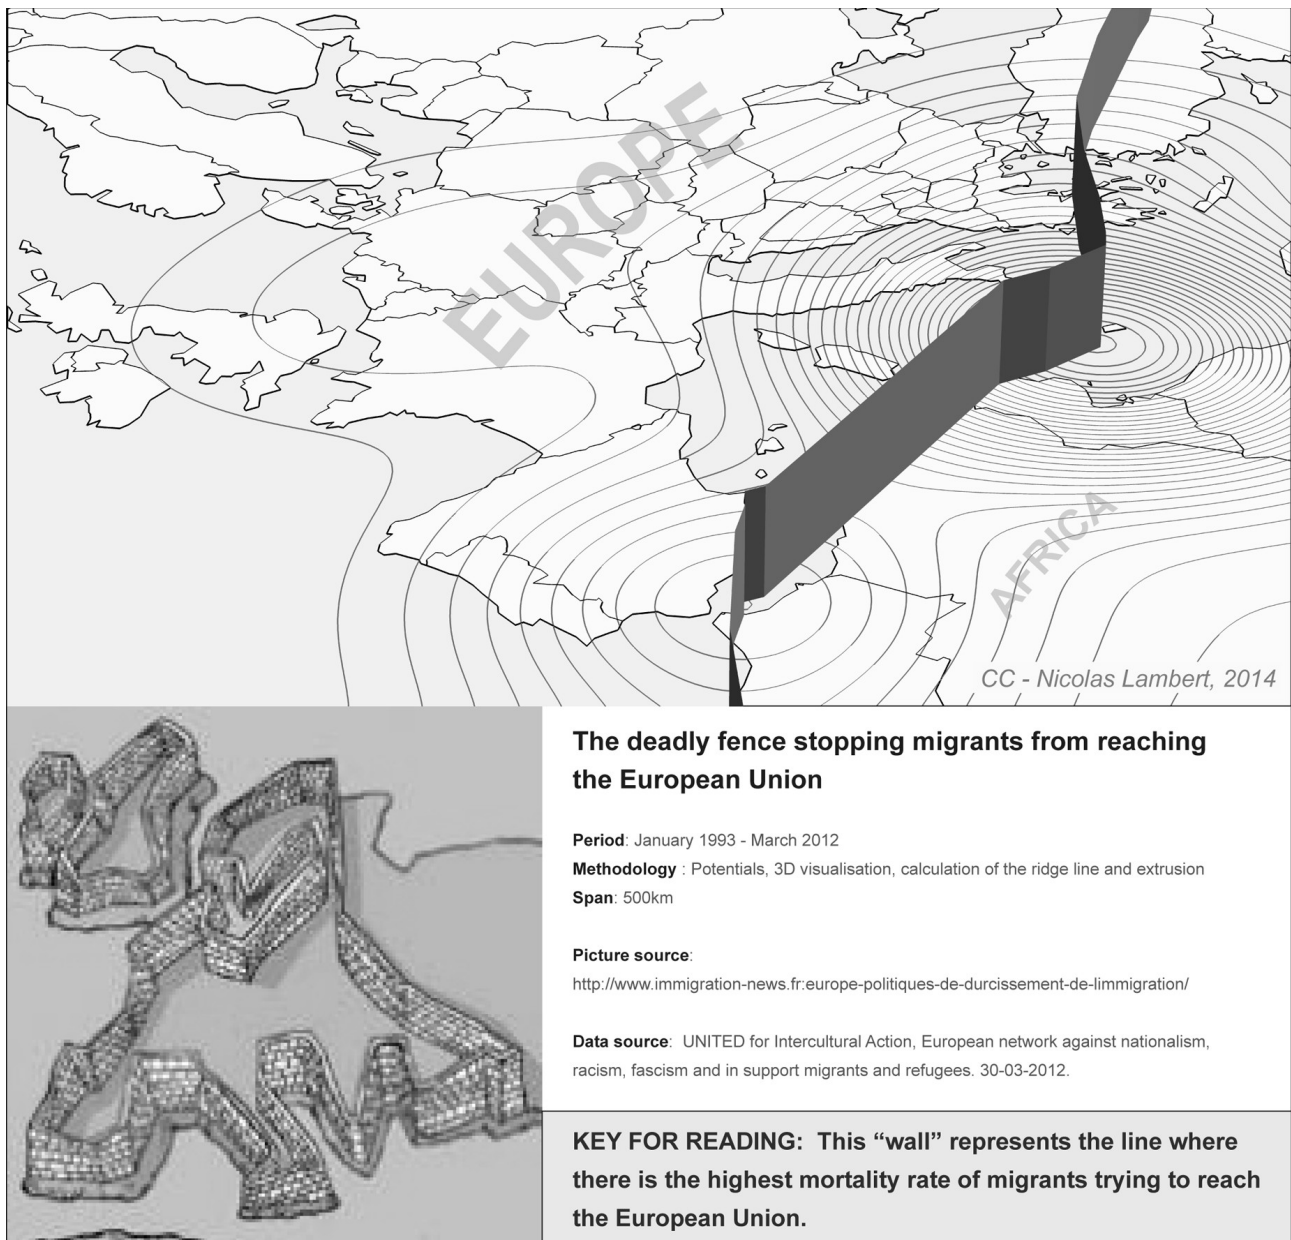 EUROPE
AFRICA
CC - Nicolas Lambert, 2014
The deadly fence stopping migrants from reaching
the European Union
Period: January 1993 - March 2012
Methodology : Potentials, 3D visualisation, calculation of the ridge line and extrusion
Span: 500km
Picture source:
http://www.immigration-news.fr:europe-politiques-de-durcissement-de-limmigration/
Data source:  UNITED for Intercultural Action, European network against nationalism,
racism, fascism and in support migrants and refugees. 30-03-2012.
KEY FOR READING:  This “wall” represents the line where
there is the highest mortality rate of migrants trying to reach
the European Union.